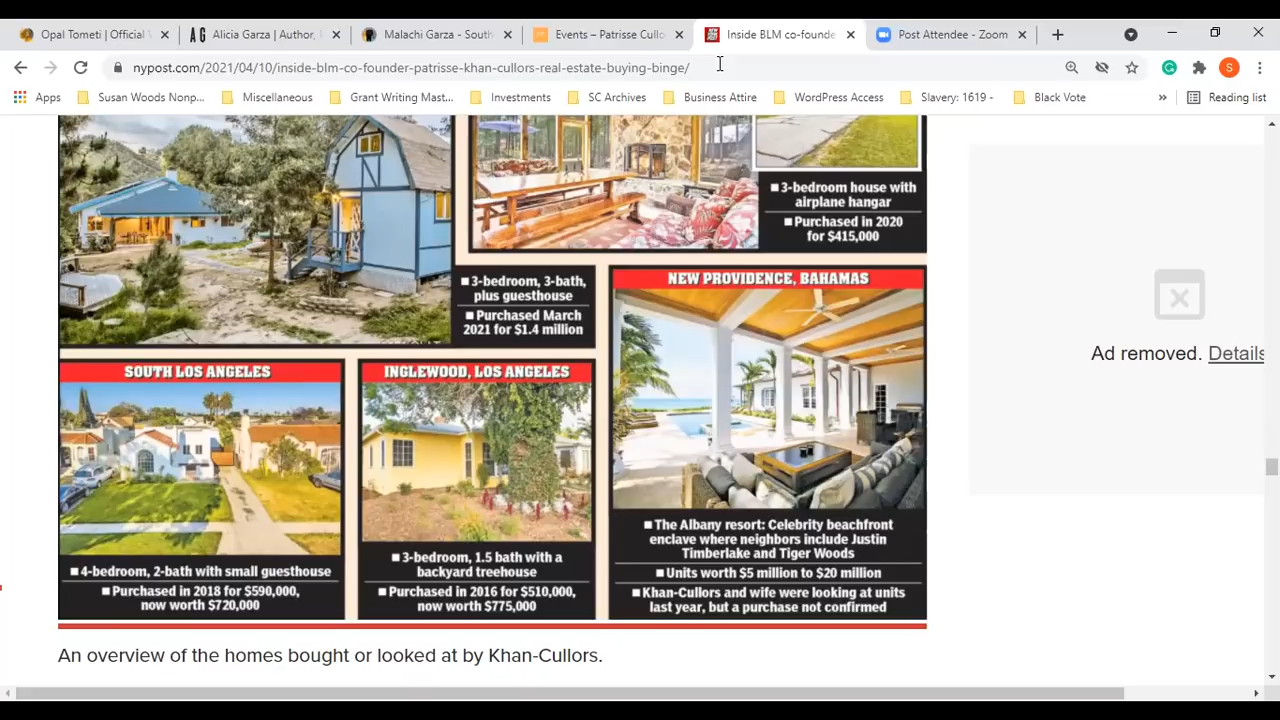 Opal Tometi | Official
Alicia Garza | Author,
Malachi Garza - South
Events – Patrisse Cullo
Inside BLM co-founde
Post Attendee - Zoom
nypost.com/2021/04/10/inside-blm-co-founder-patrisse-khan-cullors-real-estate-buying-binge/
S
Apps
Susan Woods Nonp...
Miscellaneous
Grant Writing Mast...
Investments
SC Archives
Business Attire
WordPress Access
Slavery: 1619 -
Black Vote
»
Reading list
3-bedroom house with
airplane hangar
Purchased in 2020
for $415,000
3-bedroom, 3-bath,
plus guesthouse
Purchased March
2021 for $1.4 million
NEW PROVIDENCE, BAHAMAS
The Albany resort: Celebrity beachfront
enclave where neighbors include Justin
Timberlake and Tiger Woods
Units worth $5 million to $20 million
Khan-Cullors and wife were looking at units
last year, but a purchase not confirmed
SOUTH LOS ANGELES
4-bedroom, 2-bath with small guesthouse
Purchased in 2018 for $590,000,
now worth $720,000
INGLEWOOD, LOS ANGELES
3-bedroom, 1.5 bath with a
backyard treehouse
Purchased in 2016 for $510,000,
now worth $775,000
Ad removed. Details
An overview of the homes bought or looked at by Khan-Cullors.